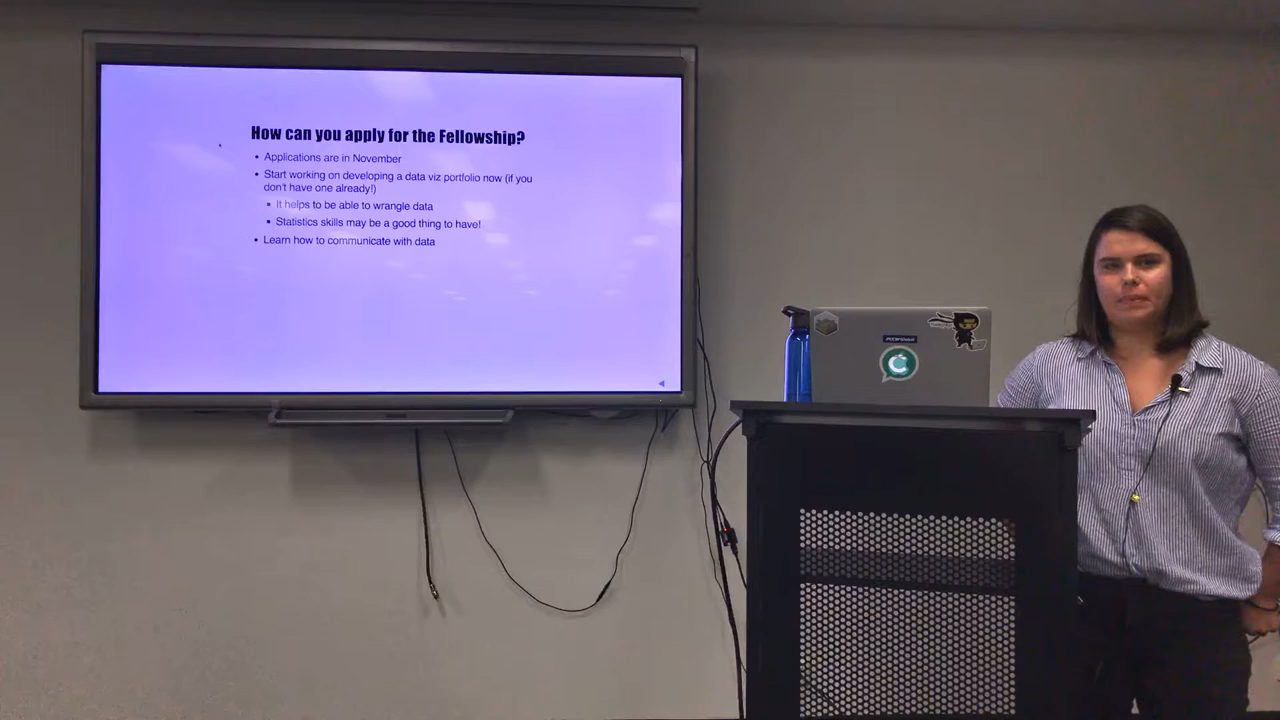 How can you apply for the Fellowship?
• Applications are in November
• Start working on developing a data viz portfolio now (if you
don't have one already!)
▪ It helps to be able to wrangle data
• Statistics skills may be a good thing to have!
• Learn how to communicate with data
C